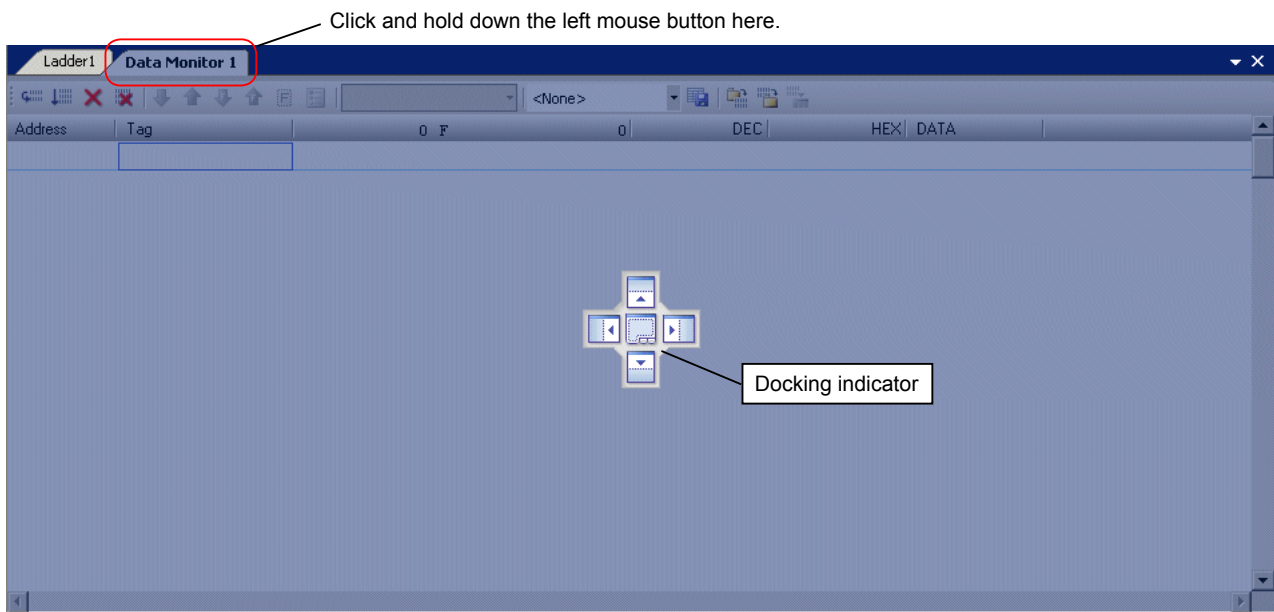 Click and hold down the left mouse button here.
Ladder1 Data Monitor 1
F <None>
Address Tag 0 F 0 DEC HEX DATA
Docking indicator